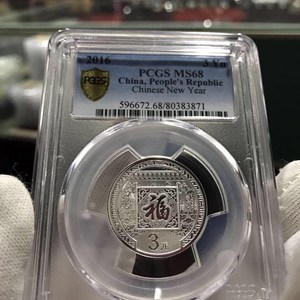 2016 3 Yn
PCGS MS68
China, People's Republic
Chinese New Year
596672.68/80383871
PCGS
福
3元